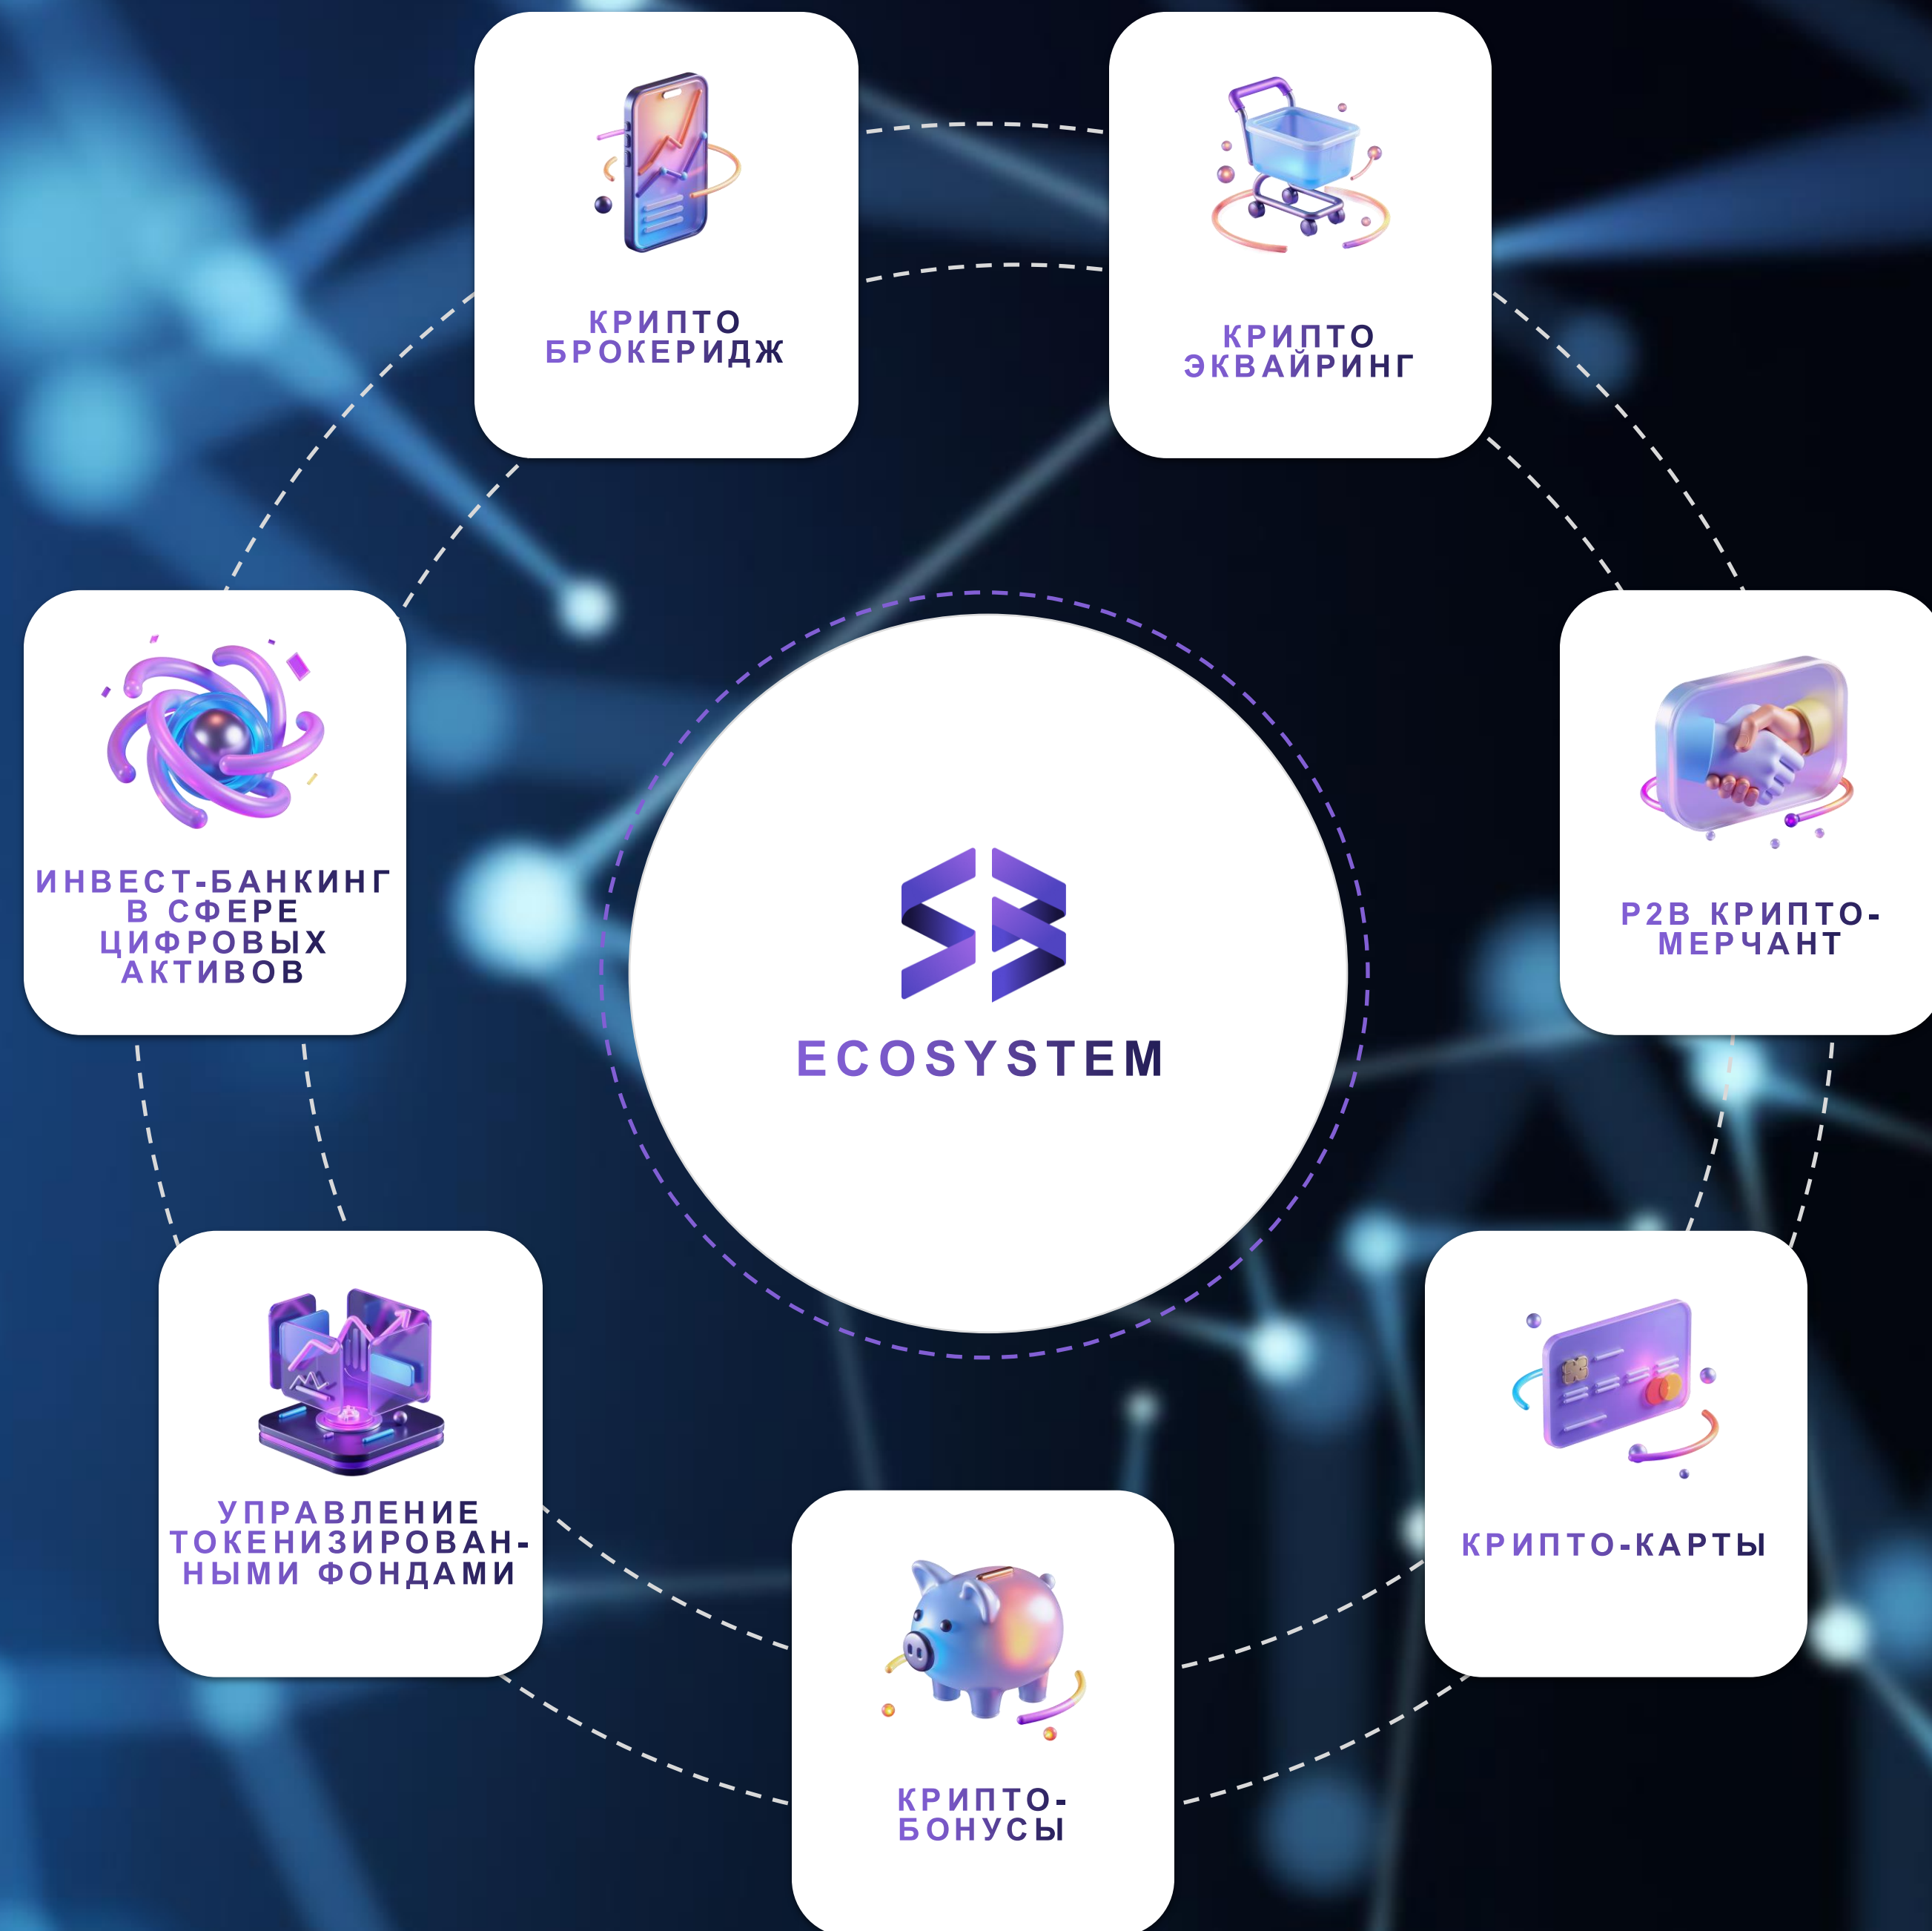 КРИПТО
БРОКЕРИДЖ
КРИПТО
ЭКВАЙРИНГ
ИНВЕСТ-БАНКИНГ
В СФЕРЕ
ЦИФРОВЫХ
АКТИВОВ
P2B КРИПТО-
МЕРЧАНТ
SB
ECOSYSTEM
УПРАВЛЕНИЕ
ТОКЕНИЗИРОВАН-
НЫМИ ФОНДАМИ
КРИПТО-КАРТЫ
КРИПТО-
БОНУСЫ